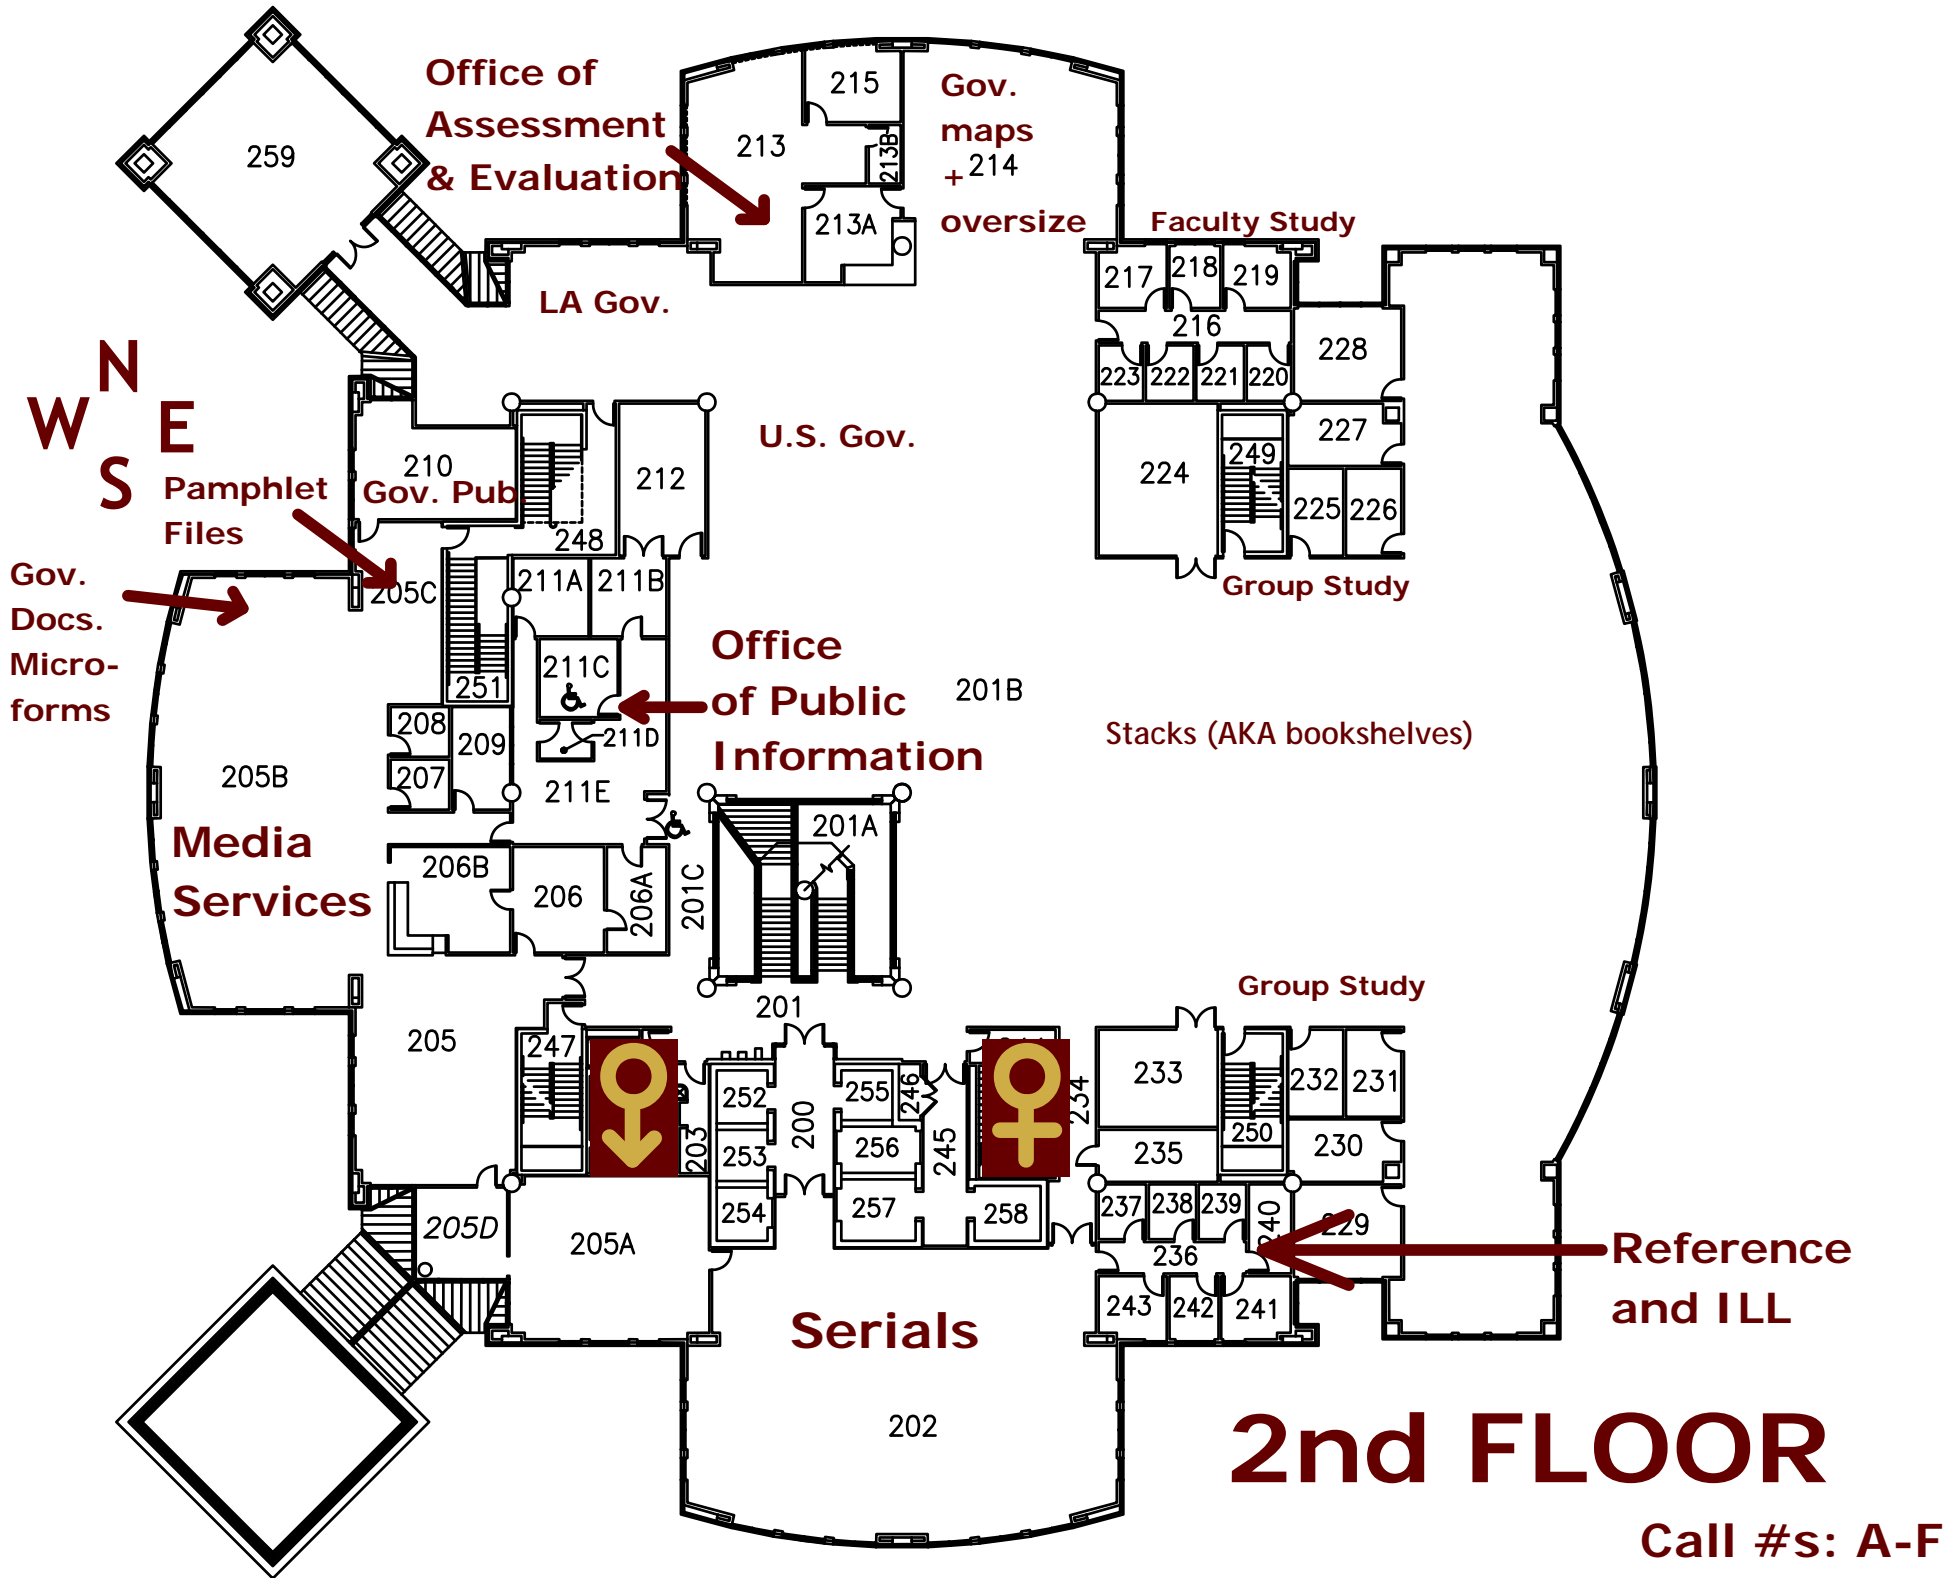 Office of
Assessment
& Evaluation
215
213
213B
213A
Gov.
maps
+ 214
oversize
259
Faculty Study
217
218
219
216
223
222
221
220
228
LA Gov.
N
W
E
S
U.S. Gov.
227
224
249
225
226
Group Study
210
Gov. Pub.
212
248
Pamphlet
Files
Gov.
Docs.
Micro-
forms
205C
211A
211B
211C
251
208
209
207
211D
211E
Office
of Public
Information
201B
Stacks (AKA bookshelves)
205B
Media
Services
206B
206
206A
201C
201A
201
Group Study
205
247
203
252
253
254
200
255
246
256
245
257
258
234
233
232
231
250
235
230
237
238
239
240
229
236
243
242
241
205D
205A
Reference
and ILL
Serials
202
2nd FLOOR
Call #s: A-F